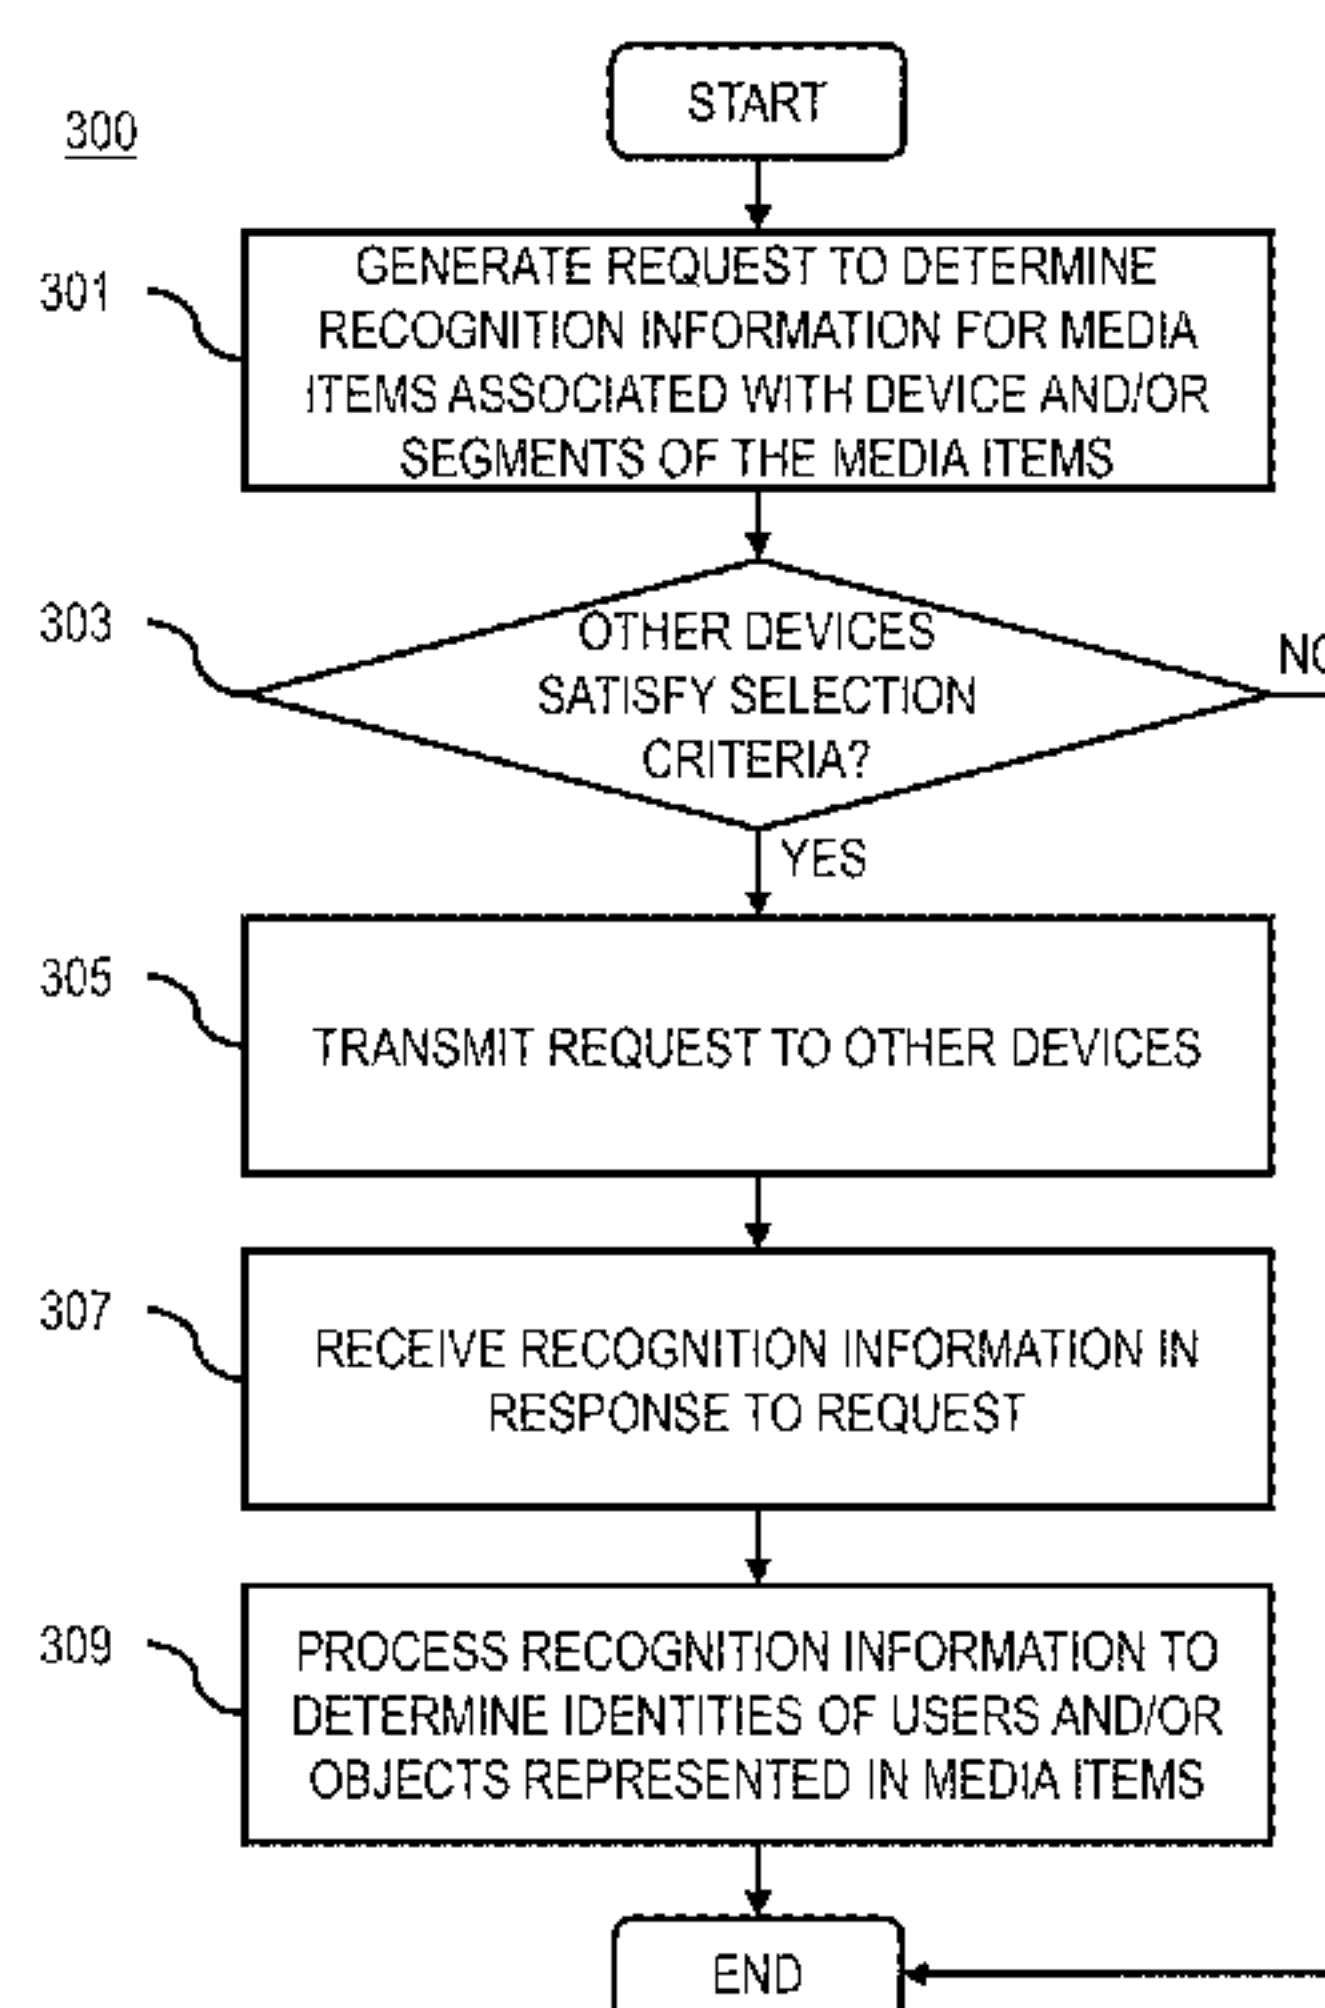 300
START
301
GENERATE REQUEST TO DETERMINE
RECOGNITION INFORMATION FOR MEDIA
ITEMS ASSOCIATED WITH DEVICE AND/OR
SEGMENTS OF THE MEDIA ITEMS
303
OTHER DEVICES
SATISFY SELECTION
CRITERIA?
NO
YES
305
TRANSMIT REQUEST TO OTHER DEVICES
307
RECEIVE RECOGNITION INFORMATION IN
RESPONSE TO REQUEST
309
PROCESS RECOGNITION INFORMATION TO
DETERMINE IDENTITIES OF USERS AND/OR
OBJECTS REPRESENTED IN MEDIA ITEMS
END